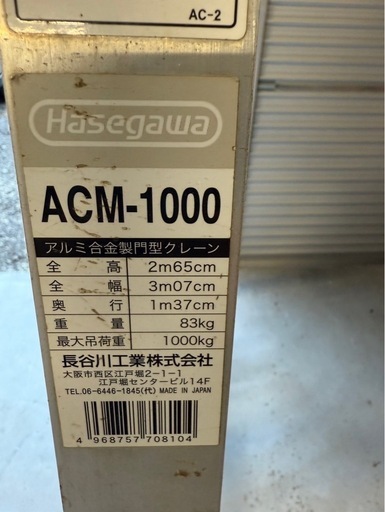 AC-2
Hasegawa
ACM-1000
アルミ合金製門型クレーン
全高 2m65cm
全幅 3m07cm
奥行 1m37cm
重量 83kg
最大吊荷重 1000kg
長谷川工業株式会社
大阪市西区江戸堀2-1-1
江戸堀センタービル14F
TEL.06-6446-1845(代) MADE IN JAPAN
4 968757 708104